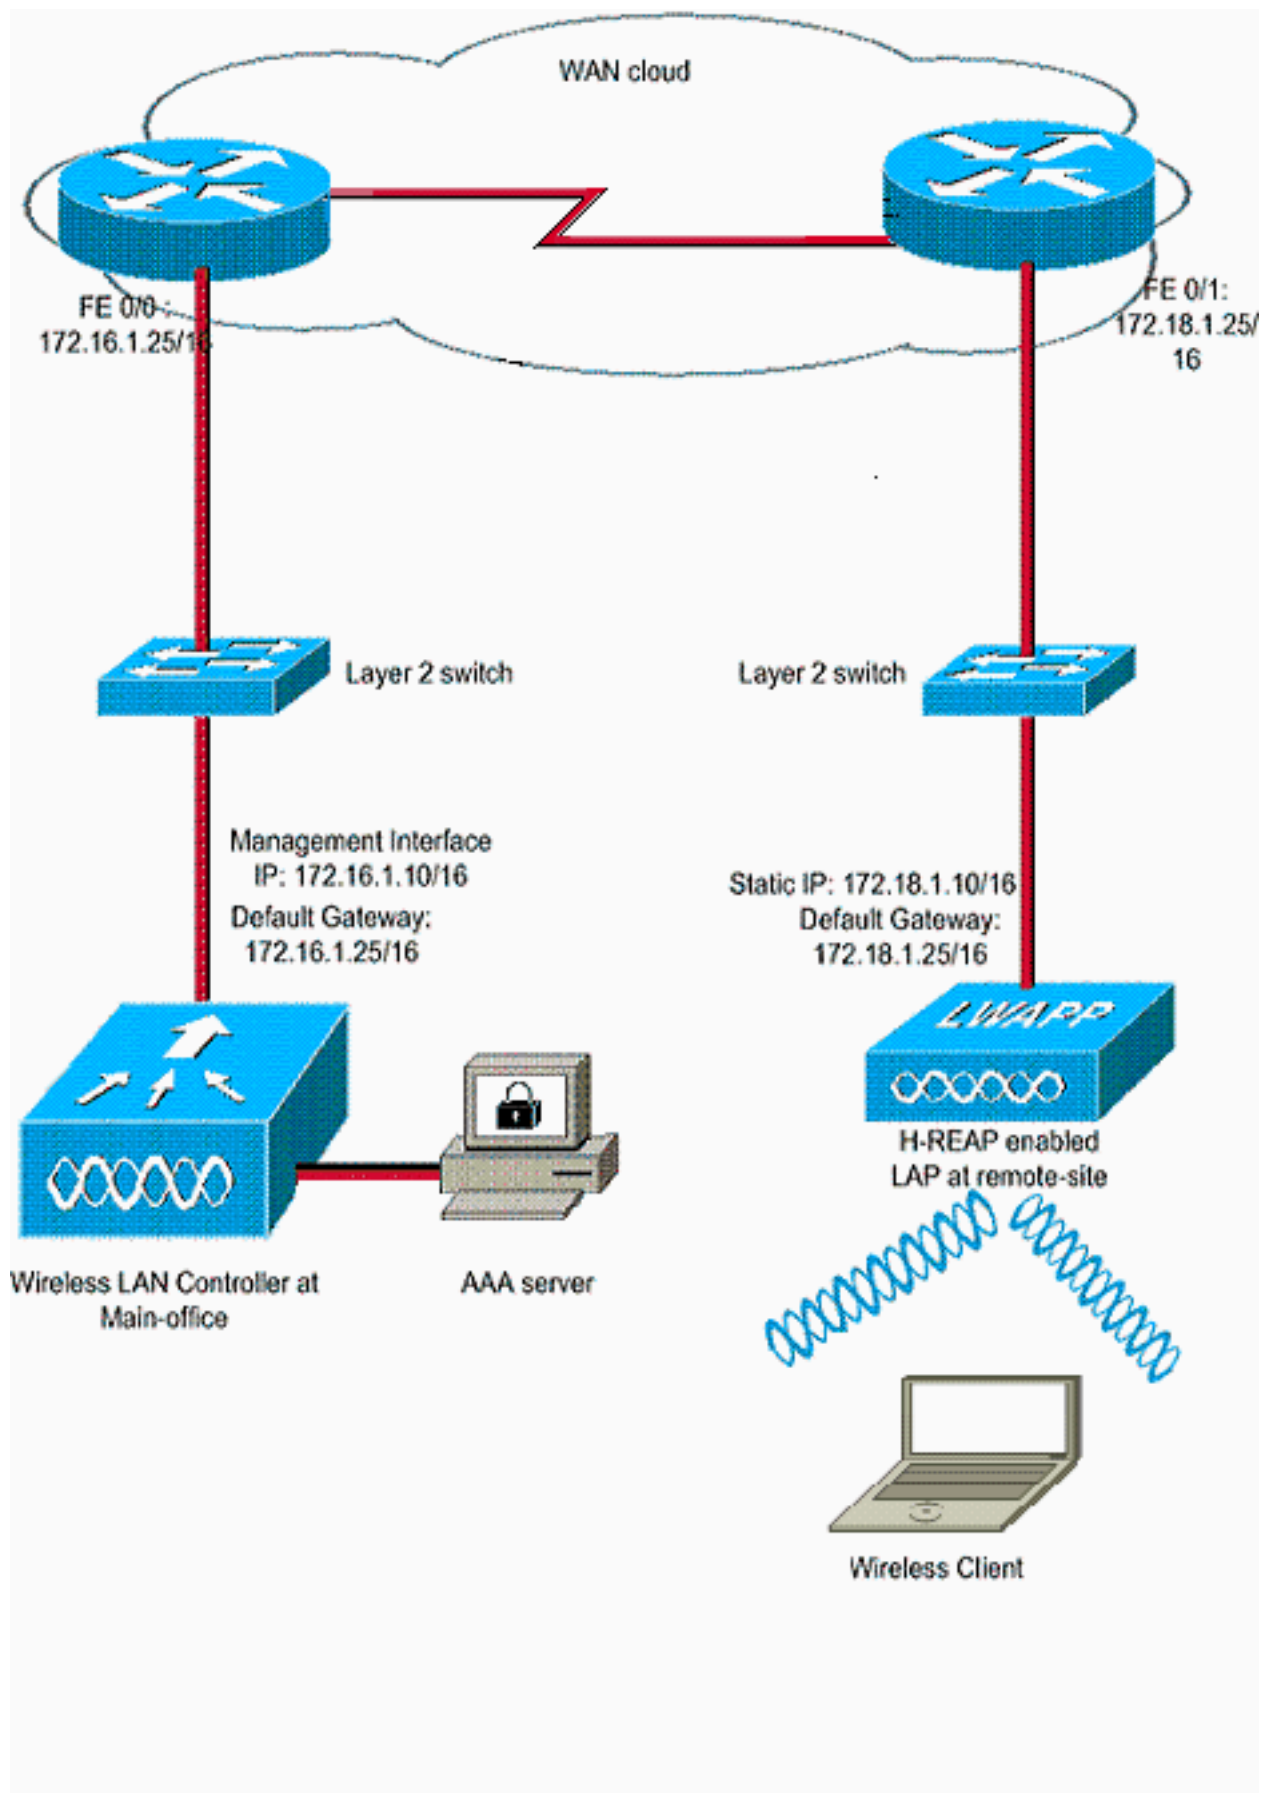 WAN cloud
FE 0/0 :
172.16.1.25/16
FE 0/1:
172.18.1.25/
16
Layer 2 switch
Layer 2 switch
Management Interface
IP: 172.16.1.10/16
Default Gateway:
172.16.1.25/16
Static IP: 172.18.1.10/16
Default Gateway:
172.18.1.25/16
LWAPP
H-REAP enabled
LAP at remote-site
Wireless LAN Controller at
Main-office
AAA server
Wireless Client